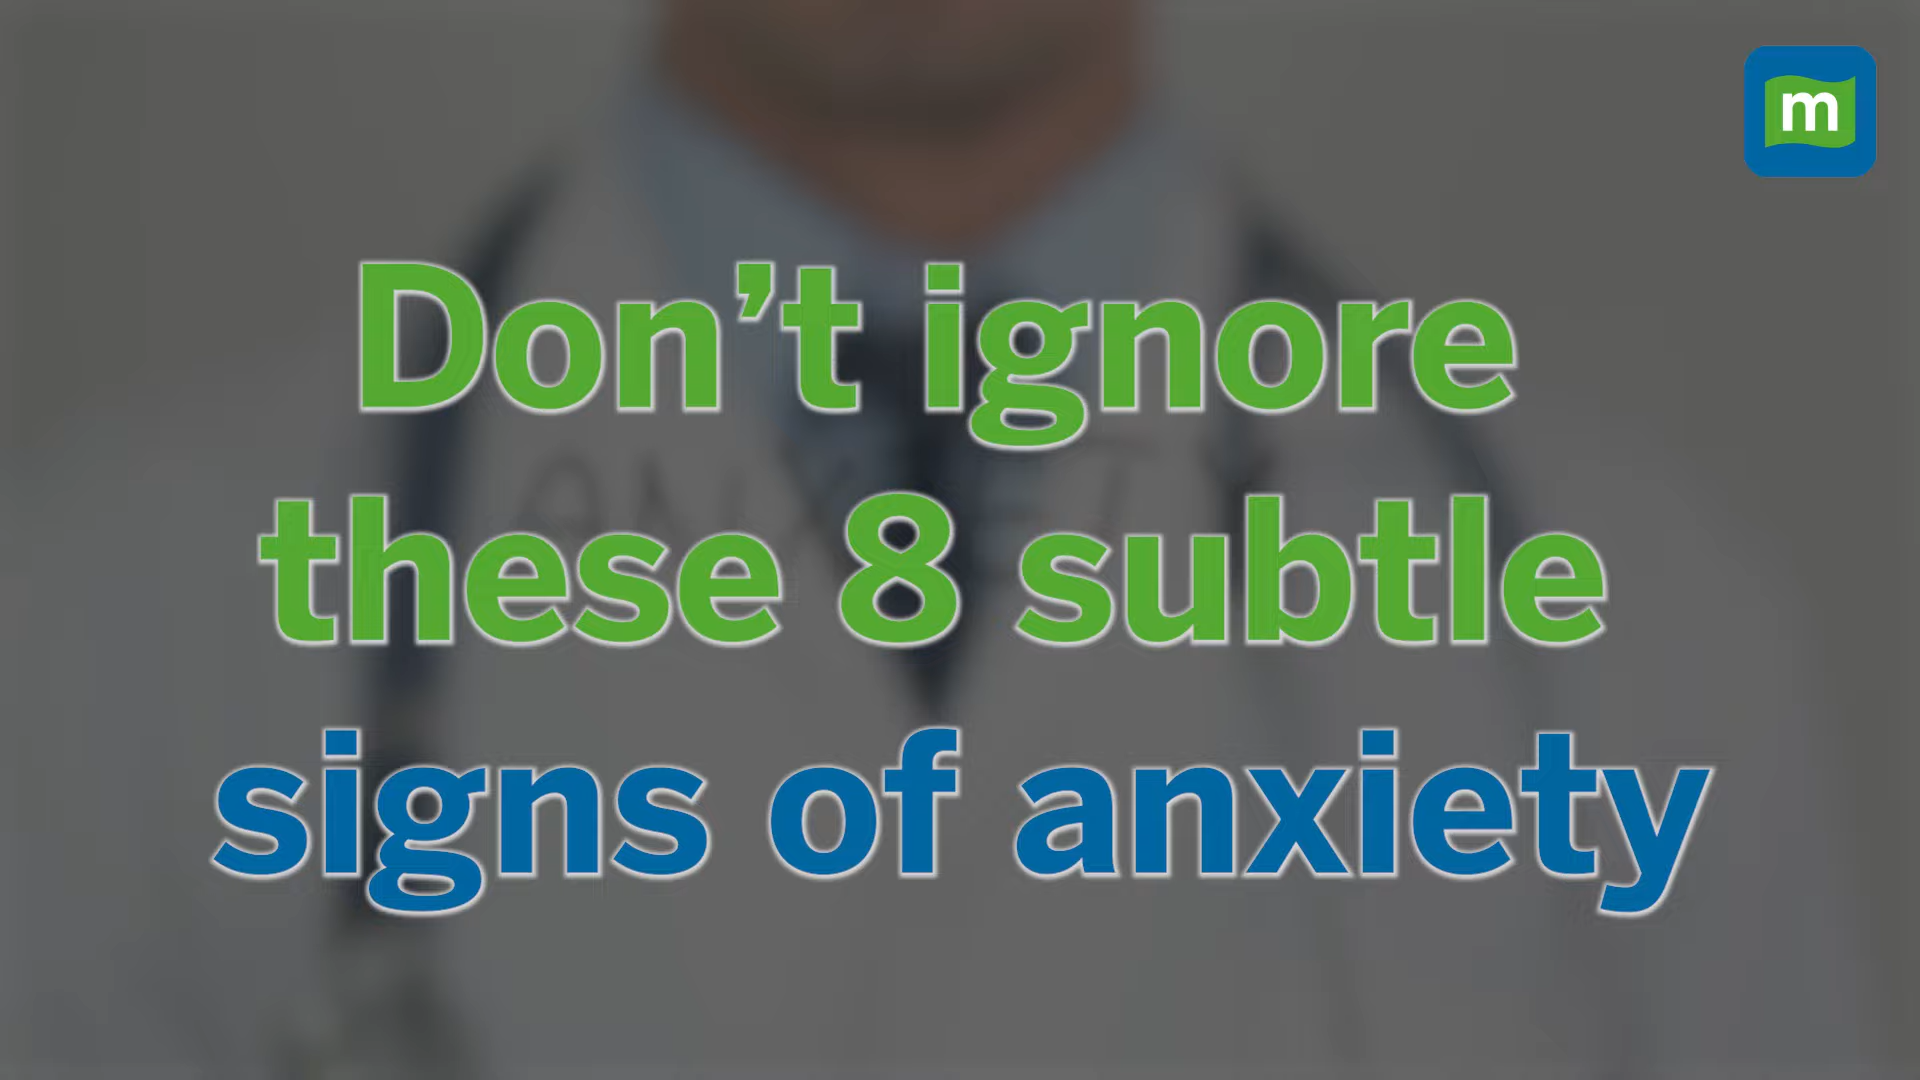 m
Don’t ignore
these 8 subtle
signs of anxiety